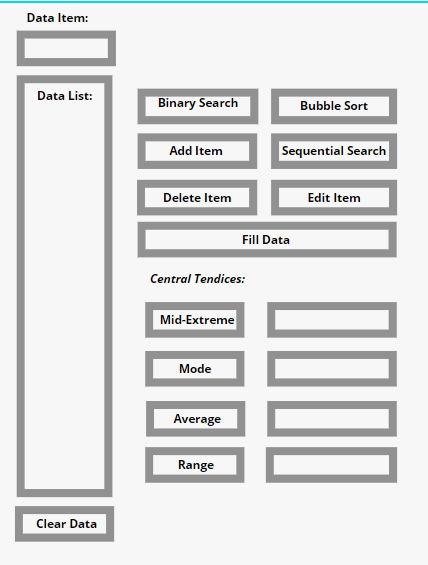 Data Item:
Data List:
Binary Search
Bubble Sort
Add Item
Sequential Search
Delete Item
Edit Item
Fill Data
Central Tendices:
Mid-Extreme
Mode
Average
Range
Clear Data